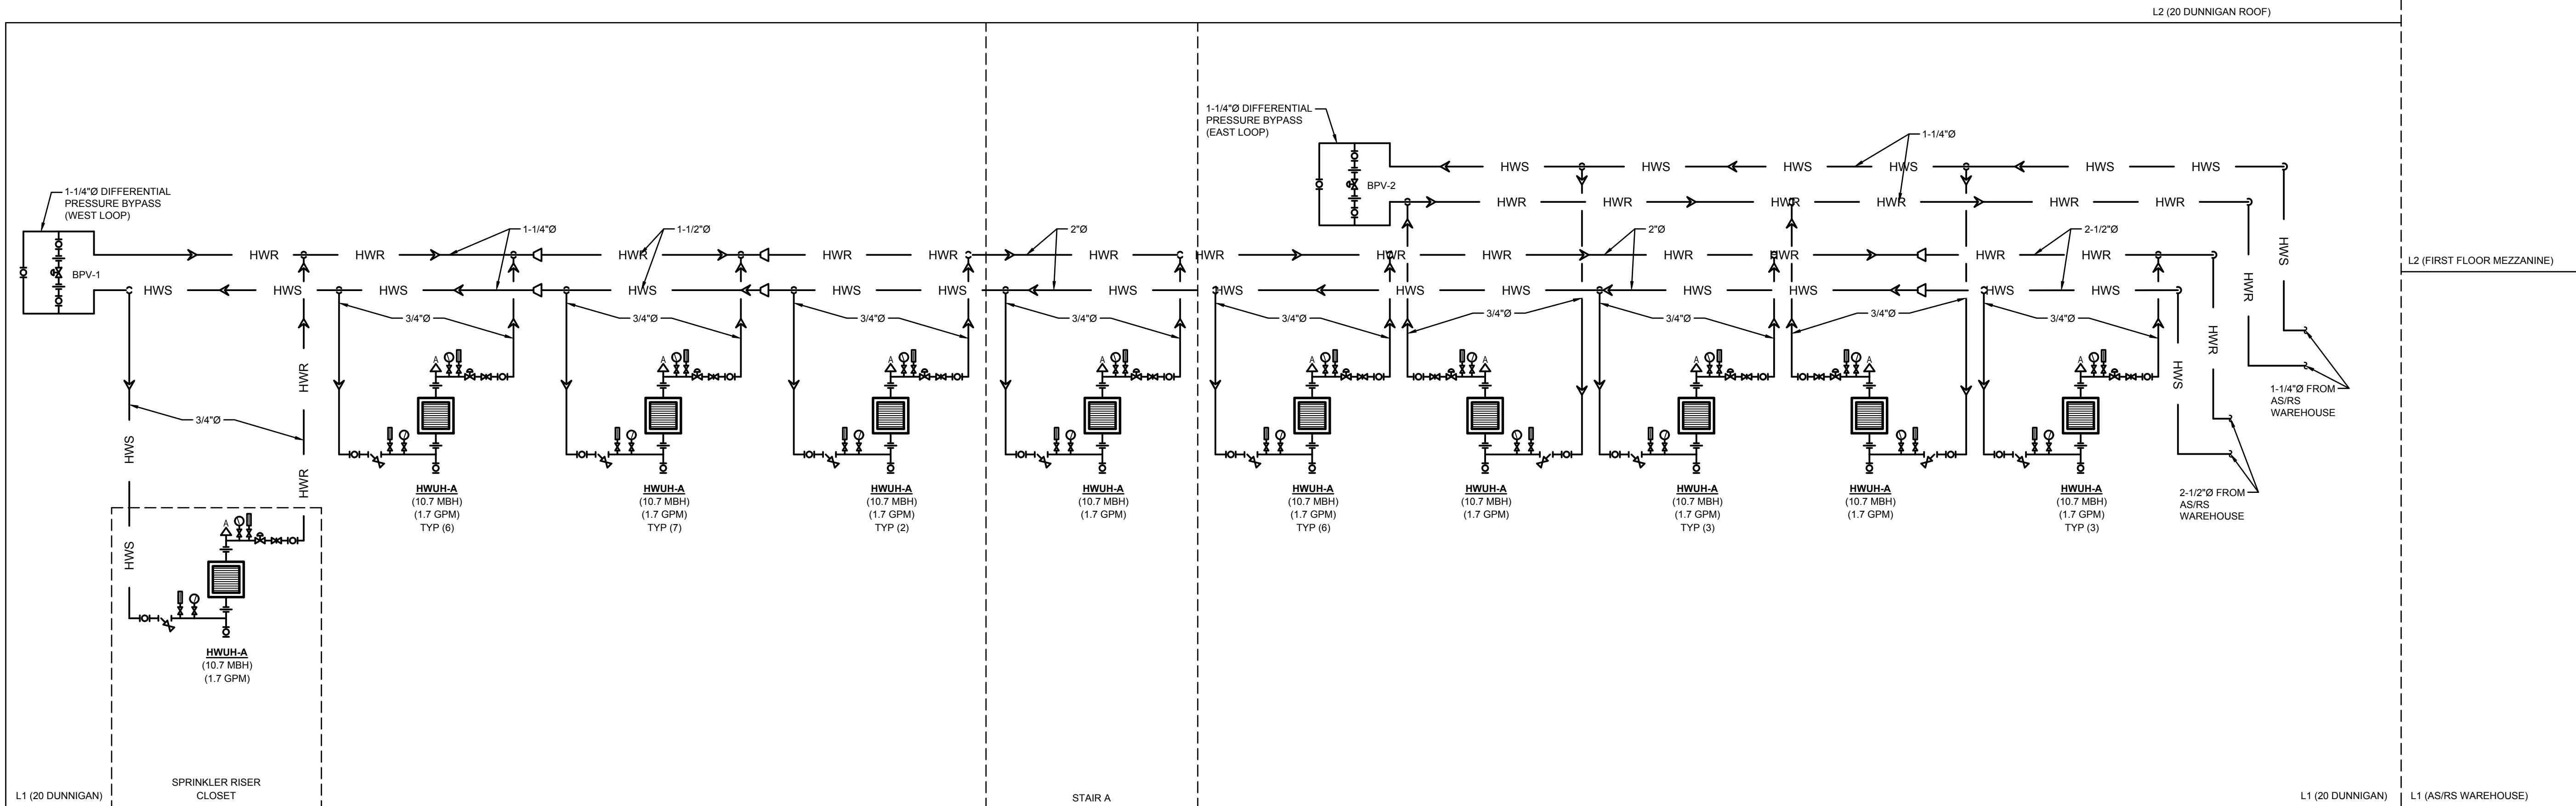 L2 (20 DUNNIGAN ROOF)
1-1/4"Ø DIFFERENTIAL
PRESSURE BYPASS
(EAST LOOP)
BPV-2
1-1/4"Ø
HWS HWS HWS HWS HWS HWS
HWR HWR HWR HWR HWR HWR
1-1/4"Ø DIFFERENTIAL
PRESSURE BYPASS
(WEST LOOP)
BPV-1
1-1/4"Ø
1-1/2"Ø
2"Ø
2"Ø
2-1/2"Ø
HWR HWR HWR HWR HWR HWR HWR HWR HWR HWR HWR HWR HWR HWR HWR
HWS HWS HWS HWS HWS HWS HWS HWS HWS HWS HWS HWS HWS HWS HWS
HWS
HWR
HWR
HWS
L2 (FIRST FLOOR MEZZANINE)
3/4"Ø
3/4"Ø
3/4"Ø
3/4"Ø
3/4"Ø
3/4"Ø
3/4"Ø
3/4"Ø
3/4"Ø
A
A
A
A
A
A
A
A
A
1-1/4"Ø FROM
AS/RS
WAREHOUSE
HWR
3/4"Ø
HWS
HWR
HWUH-A
(10.7 MBH)
(1.7 GPM)
TYP (6)
HWUH-A
(10.7 MBH)
(1.7 GPM)
TYP (7)
HWUH-A
(10.7 MBH)
(1.7 GPM)
TYP (2)
HWUH-A
(10.7 MBH)
(1.7 GPM)
HWUH-A
(10.7 MBH)
(1.7 GPM)
TYP (6)
HWUH-A
(10.7 MBH)
(1.7 GPM)
HWUH-A
(10.7 MBH)
(1.7 GPM)
TYP (3)
HWUH-A
(10.7 MBH)
(1.7 GPM)
HWUH-A
(10.7 MBH)
(1.7 GPM)
TYP (3)
2-1/2"Ø FROM
AS/RS
WAREHOUSE
HWS
A
HWUH-A
(10.7 MBH)
(1.7 GPM)
L1 (20 DUNNIGAN)
SPRINKLER RISER
CLOSET
STAIR A
L1 (20 DUNNIGAN)
L1 (AS/RS WAREHOUSE)